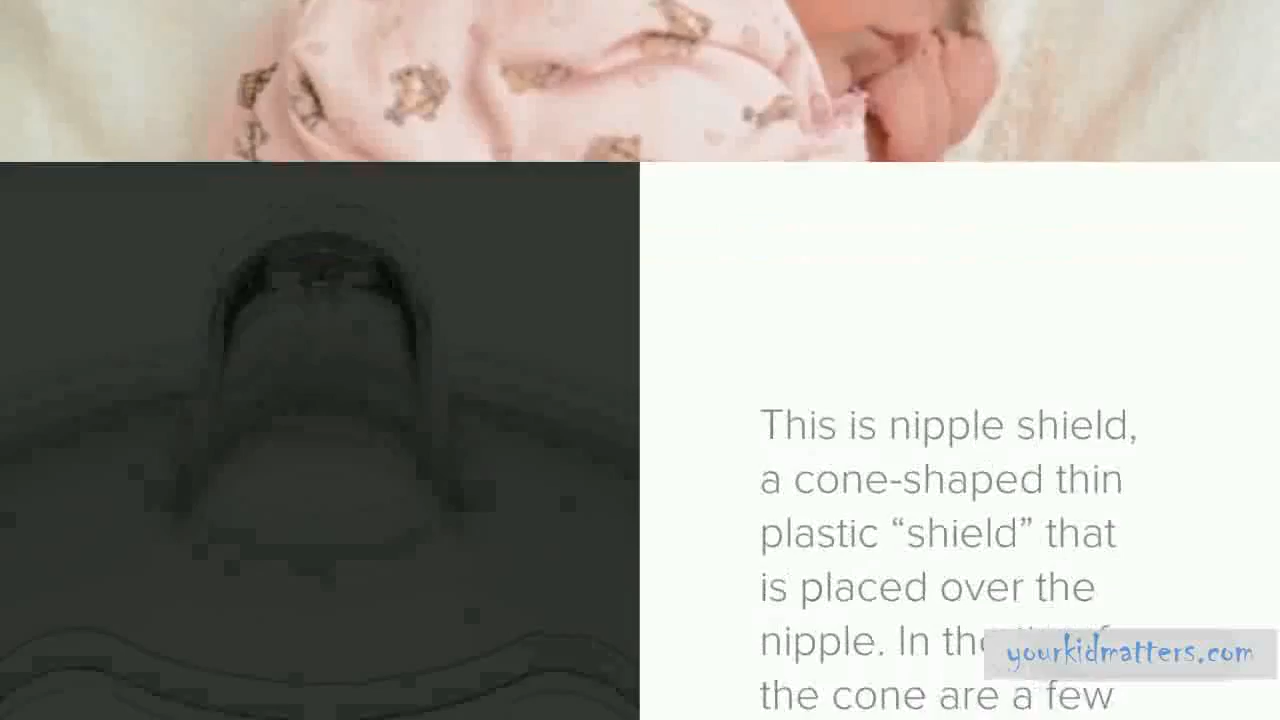 This is nipple shield,
a cone-shaped thin
plastic “shield” that
is placed over the
nipple. In the
the cone are a few
yourkidmatters.com